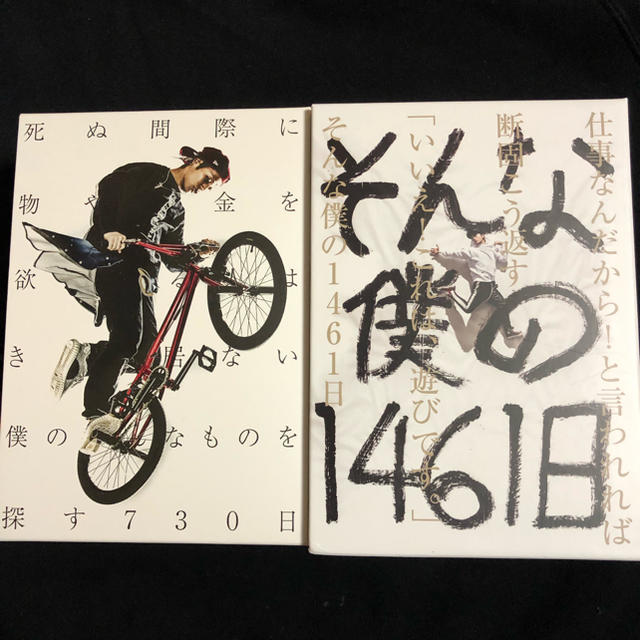 死ぬ間際に
物や金を
欲 るは
き 居ない
僕の なものを
探す730日
仕事なんだから！と言われれば
断固こう返す
「いいえ、これは、遊びです。」
そんな僕の1461日
そんな
僕の
1461日